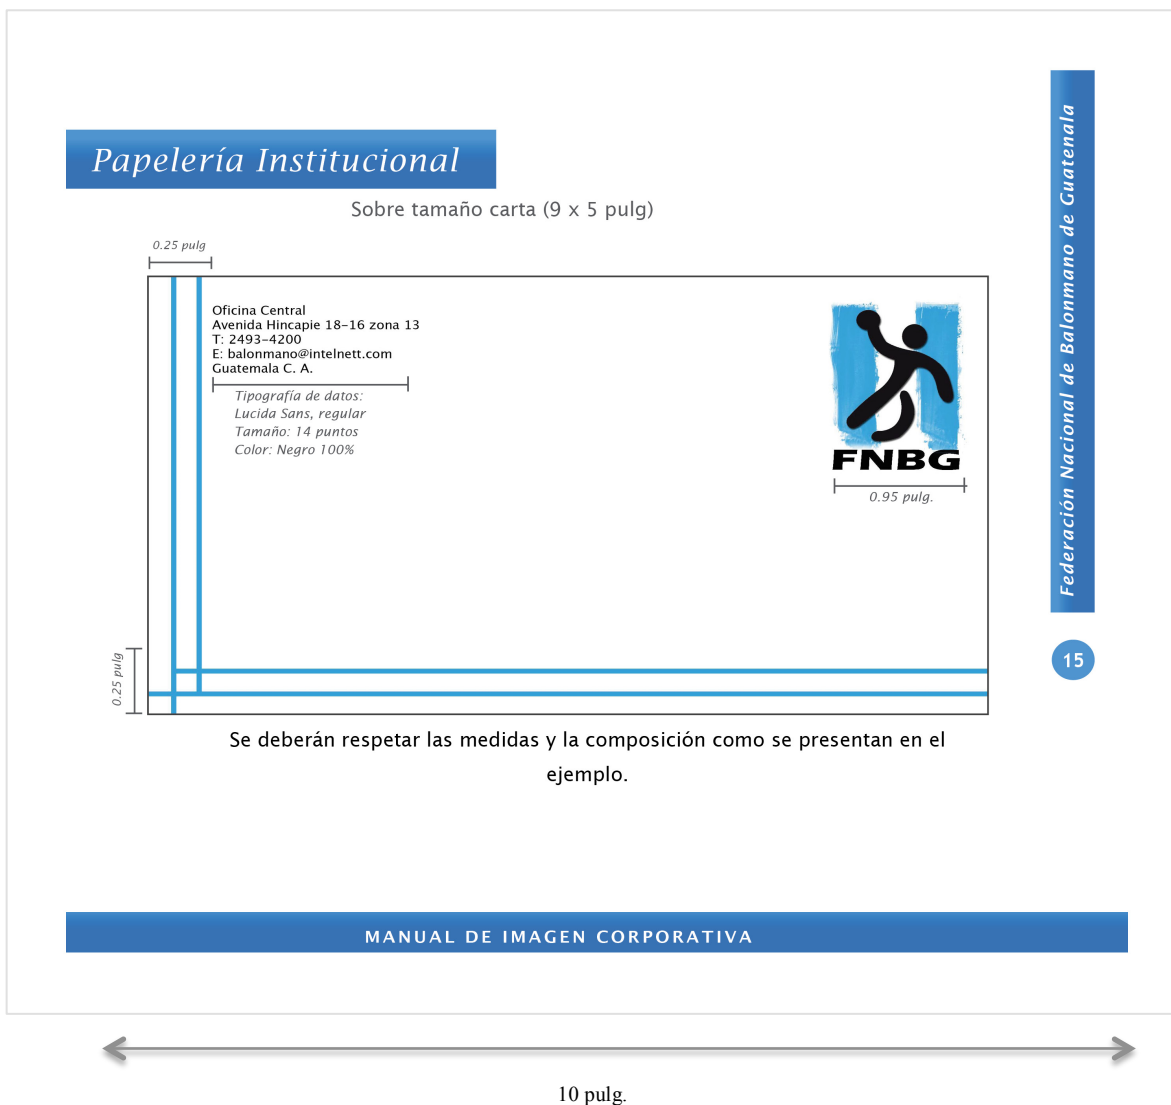 Papelería Institucional
Sobre tamaño carta (9 x 5 pulg)
0.25 pulg
Oficina Central
Avenida Hincapie 18-16 zona 13
T: 2493-4200
E: balonmano@intelnett.com
Guatemala C. A.
Tipografía de datos:
Lucida Sans, regular
Tamaño: 14 puntos
Color: Negro 100%
FNBG
0.95 pulg.
0.25 pulg
Se deberán respetar las medidas y la composición como se presentan en el
ejemplo.
Federación Nacional de Balonmano de Guatenala
15
MANUAL DE IMAGEN CORPORATIVA
10 pulg.